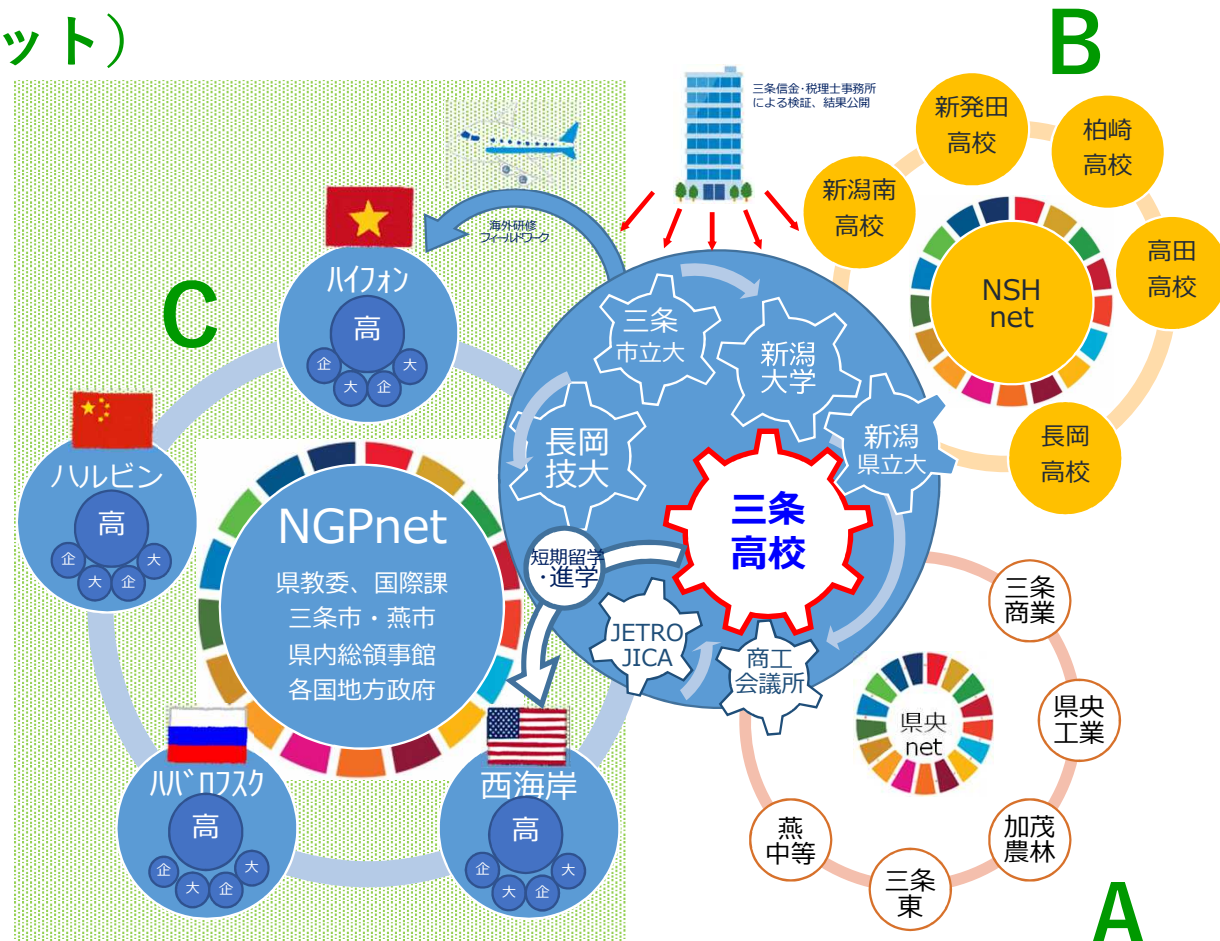 ット）
B
三条信金・税理士事務所
による検証、結果公開
新発田
高校
柏崎
高校
新潟南
高校
高田
高校
NSH
net
長岡
高校
海外研修
フィールドワーク
C
ハイフォン
高
企
大
企
大
ハルビン
高
企
大
企
大
三条
市立大
新潟
大学
長岡
技大
新潟
県立大
三条
高校
短期留学
・進学
JETRO
JICA
商工
会議所
NGPnet
県教委、国際課
三条市・燕市
県内総領事館
各国地方政府
ハバロフスク
高
企
大
企
大
西海岸
高
企
大
企
大
三条
商業
県央
工業
県央
net
加茂
農林
燕
中等
三条
東
A